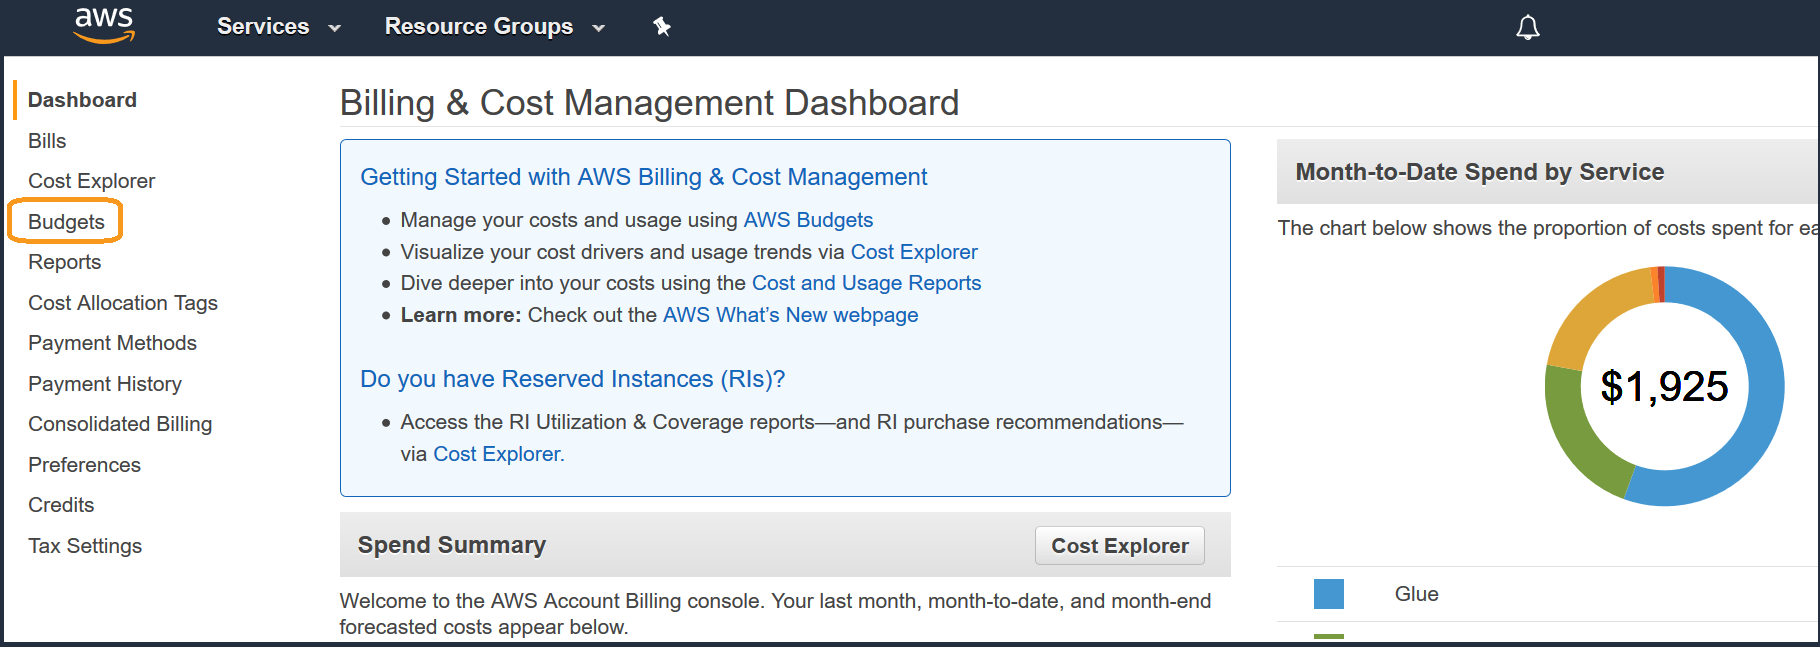 aws
Services
Resource Groups
Dashboard
Bills
Cost Explorer
Budgets
Reports
Cost Allocation Tags
Payment Methods
Payment History
Consolidated Billing
Preferences
Credits
Tax Settings
Billing & Cost Management Dashboard
Getting Started with AWS Billing & Cost Management
Manage your costs and usage using AWS Budgets
Visualize your cost drivers and usage trends via Cost Explorer
Dive deeper into your costs using the Cost and Usage Reports
Learn more: Check out the AWS What's New webpage
Do you have Reserved Instances (RIs)?
Access the RI Utilization & Coverage reports—and RI purchase recommendations—
via Cost Explorer.
Spend Summary
Cost Explorer
Welcome to the AWS Account Billing console. Your last month, month-to-date, and month-end
forecasted costs appear below.
Month-to-Date Spend by Service
The chart below shows the proportion of costs spent for ea
$1,925
Glue